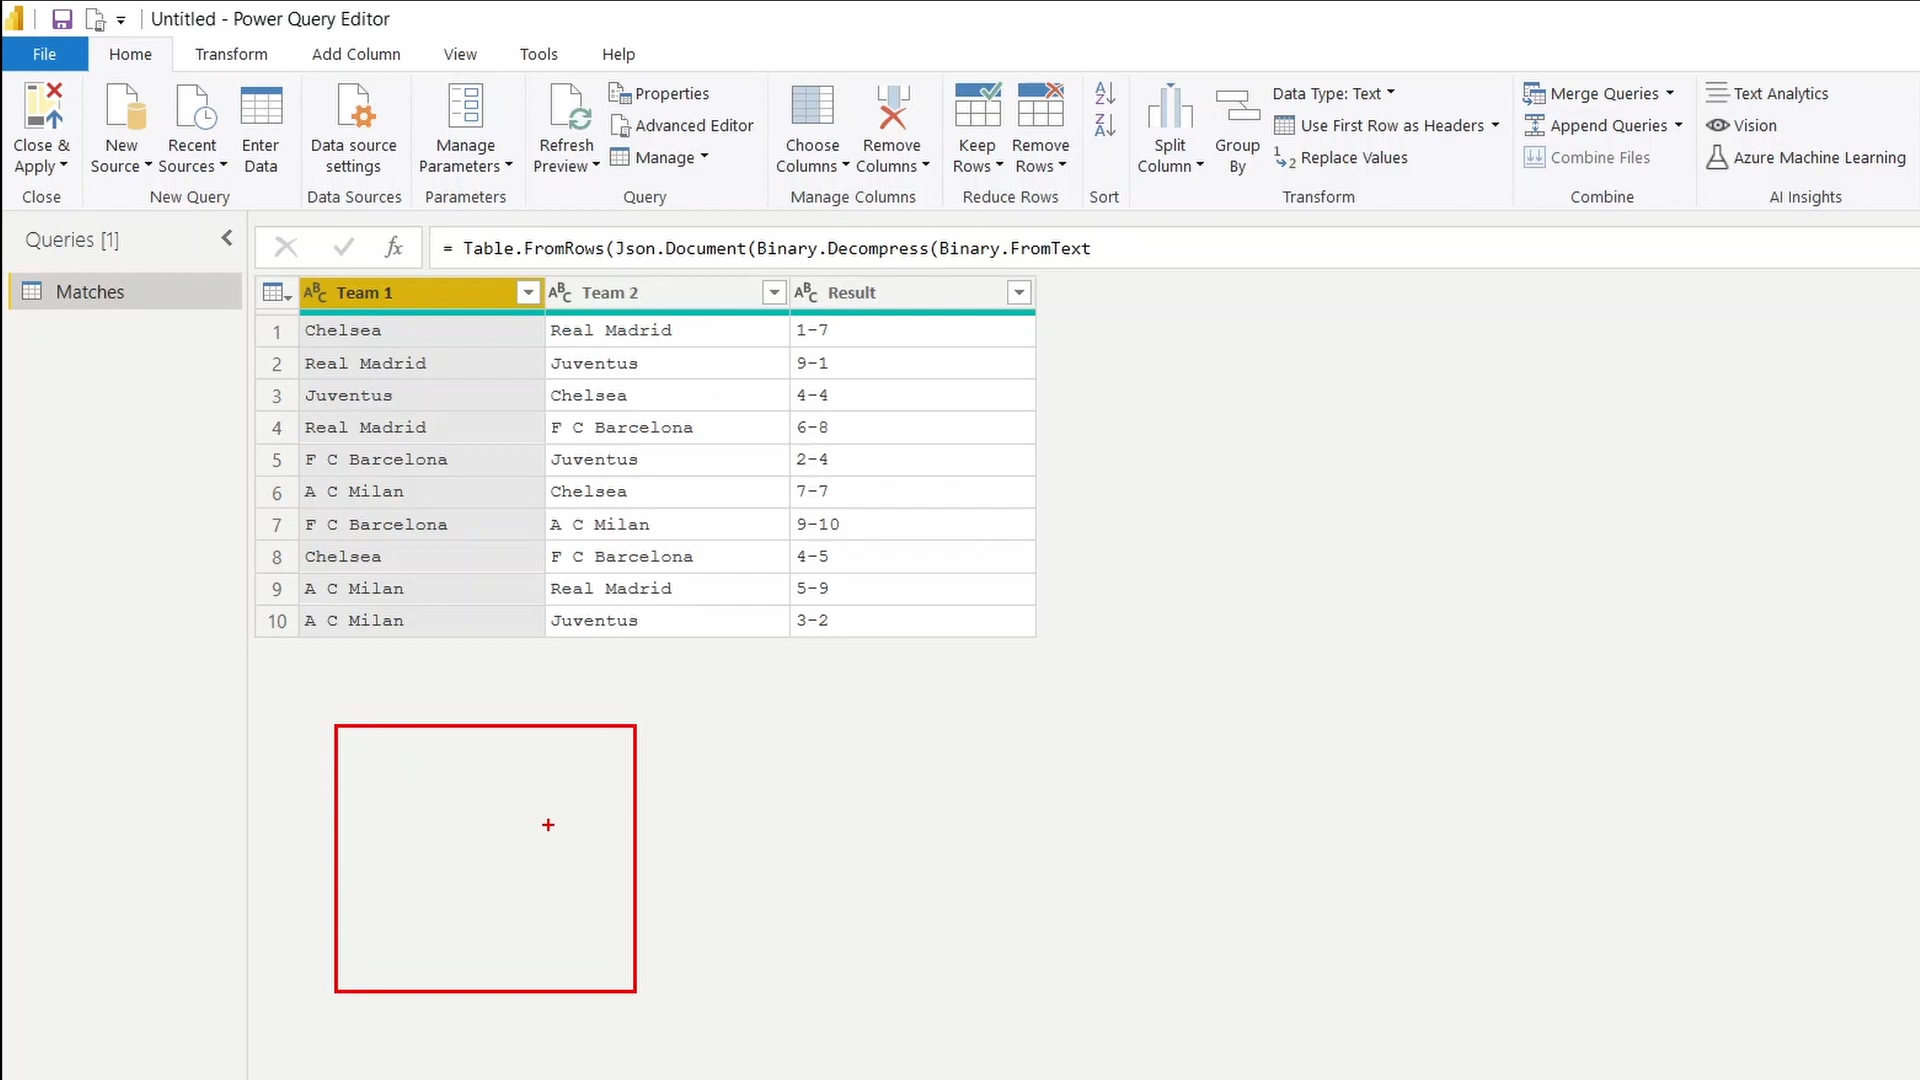 Untitled - Power Query Editor
File Home Transform Add Column View Tools Help
Close & Apply
New Source
Recent Sources
Enter Data
Data source settings
Manage Parameters
Refresh Preview
Properties
Advanced Editor
Manage
Choose Columns
Remove Columns
Keep Rows
Remove Rows
A Z
Z A
Split Column
Group By
Data Type: Text
Use First Row as Headers
1 2 Replace Values
Merge Queries
Append Queries
Combine Files
Text Analytics
Vision
Azure Machine Learning
Close New Query Data Sources Parameters Query Manage Columns Reduce Rows Sort Transform Combine AI Insights
Queries [1]
Matches
fx = Table.FromRows(Json.Document(Binary.Decompress(Binary.FromText
ABC Team 1 ABC Team 2 ABC Result
1 Chelsea Real Madrid 1-7
2 Real Madrid Juventus 9-1
3 Juventus Chelsea 4-4
4 Real Madrid F C Barcelona 6-8
5 F C Barcelona Juventus 2-4
6 A C Milan Chelsea 7-7
7 F C Barcelona A C Milan 9-10
8 Chelsea F C Barcelona 4-5
9 A C Milan Real Madrid 5-9
10 A C Milan Juventus 3-2